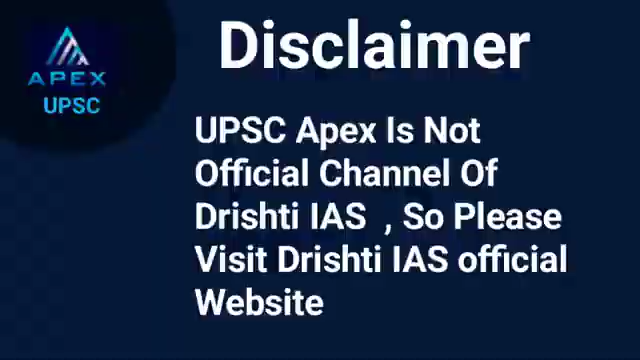 APEX
UPSC
Disclaimer
UPSC Apex Is Not
Official Channel Of
Drishti IAS , So Please
Visit Drishti IAS official
Website